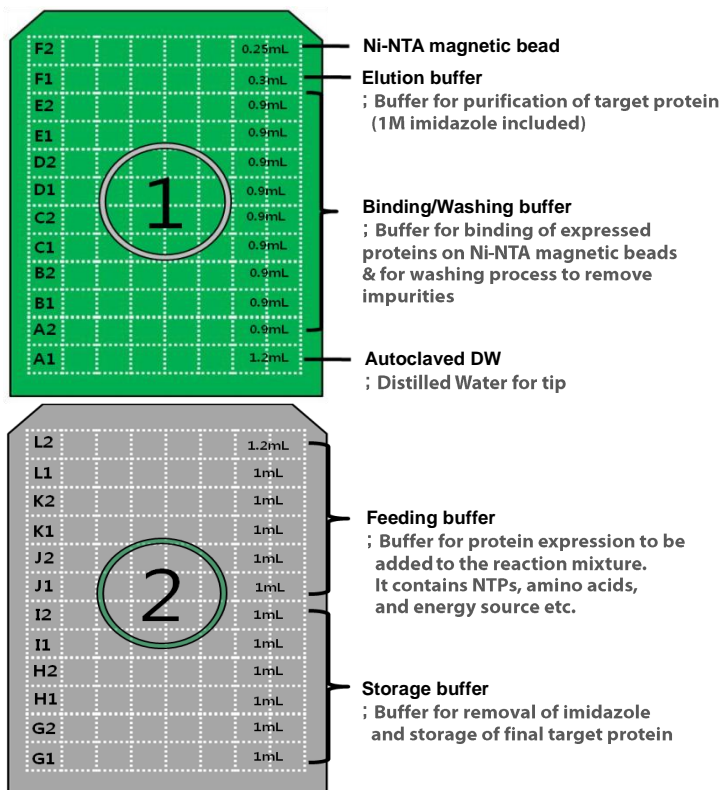 F2 0.25mL Ni-NTA magnetic bead
F1 0.3mL Elution buffer
E2 0.9mL ; Buffer for purification of target protein
(1M imidazole included)
E1 0.9mL
D2 0.9mL
D1 0.9mL
1
C2 0.9mL Binding/Washing buffer
; Buffer for binding of expressed
C1 0.9mL proteins on Ni-NTA magnetic beads
B2 0.9mL & for washing process to remove
impurities
B1 0.9mL
A2 0.9mL
A1 1.2mL Autoclaved DW
; Distilled Water for tip
L2 1.2mL
L1 1mL
K2 1mL
K1 1mL Feeding buffer
; Buffer for protein expression to be
J2 1mL added to the reaction mixture.
It contains NTPs, amino acids,
J1 1mL and energy source etc.
2
I2 1mL
I1 1mL
H2 1mL
H1 1mL Storage buffer
; Buffer for removal of imidazole
G2 1mL and storage of final target protein
G1 1mL